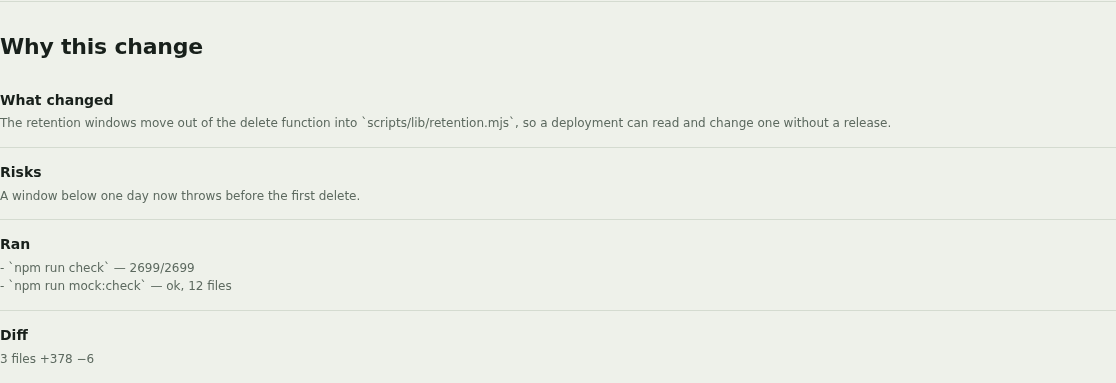 Why this change
What changed
The retention windows move out of the delete function into `scripts/lib/retention.mjs`, so a deployment can read and change one without a release.
Risks
A window below one day now throws before the first delete.
Ran
- `npm run check` — 2699/2699
- `npm run mock:check` — ok, 12 files
Diff
3 files +378 −6